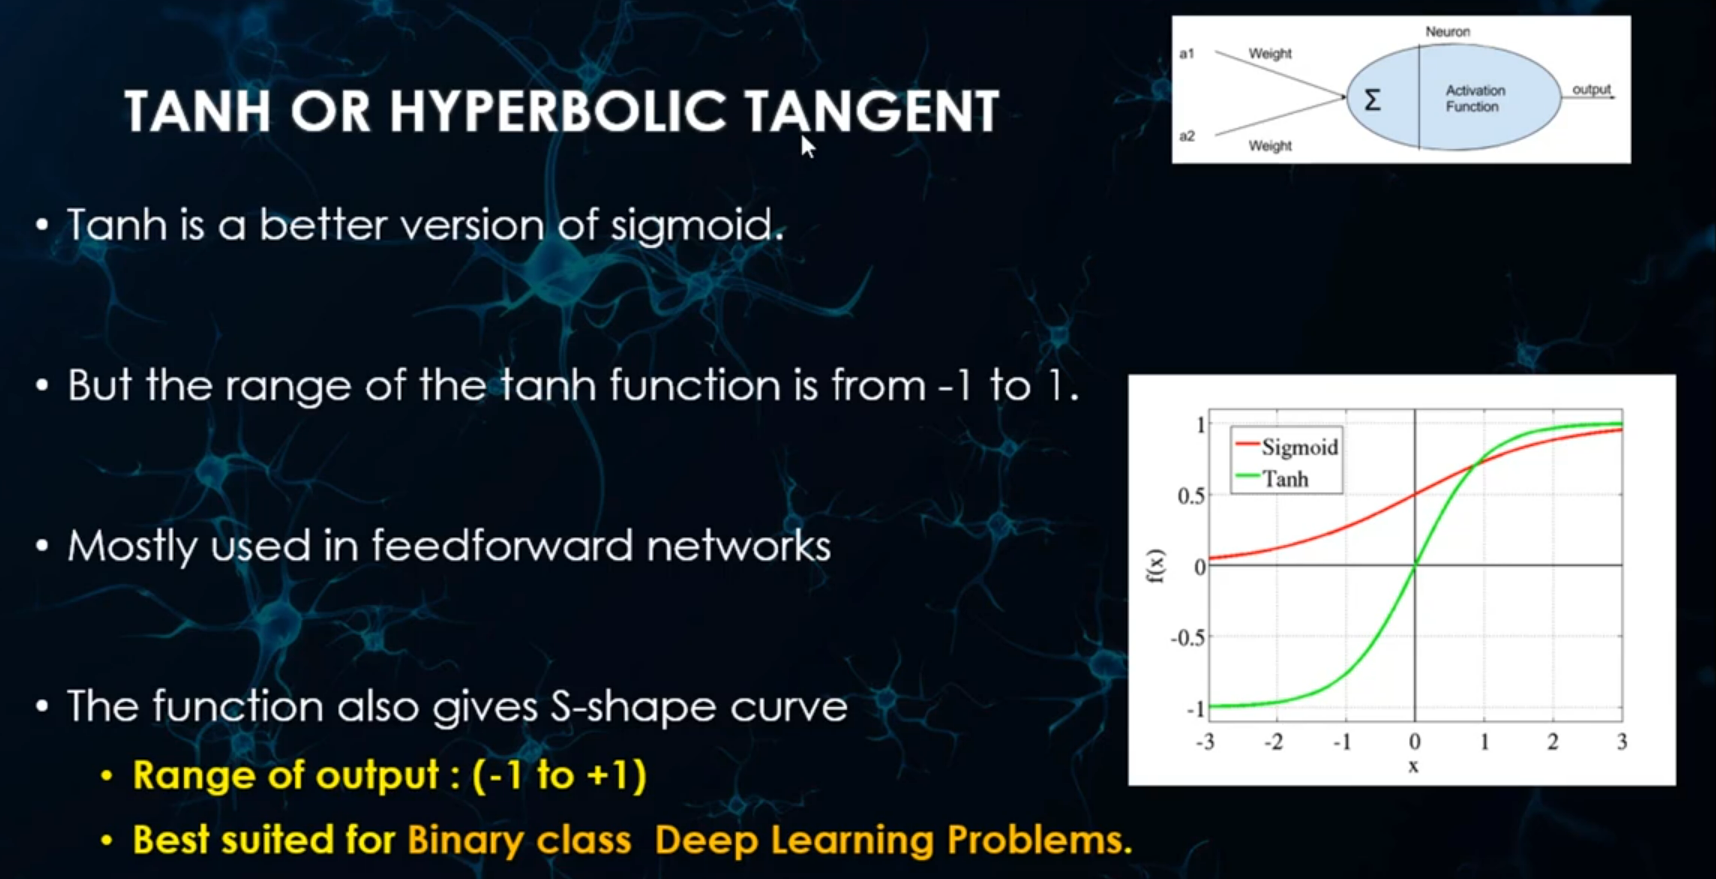 TANH OR HYPERBOLIC TANGENT
• Tanh is a better version of sigmoid.
• But the range of the tanh function is from -1 to 1.
• Mostly used in feedforward networks
• The function also gives S-shape curve
• Range of output : (-1 to +1)
• Best suited for Binary class Deep Learning Problems.
Neuron
a1
Weight
Σ
Activation
Function
output
a2
Weight
Sigmoid
Tanh
1
0.5
0
-0.5
-1
f(x)
-3 -2 -1 0 1 2 3
x